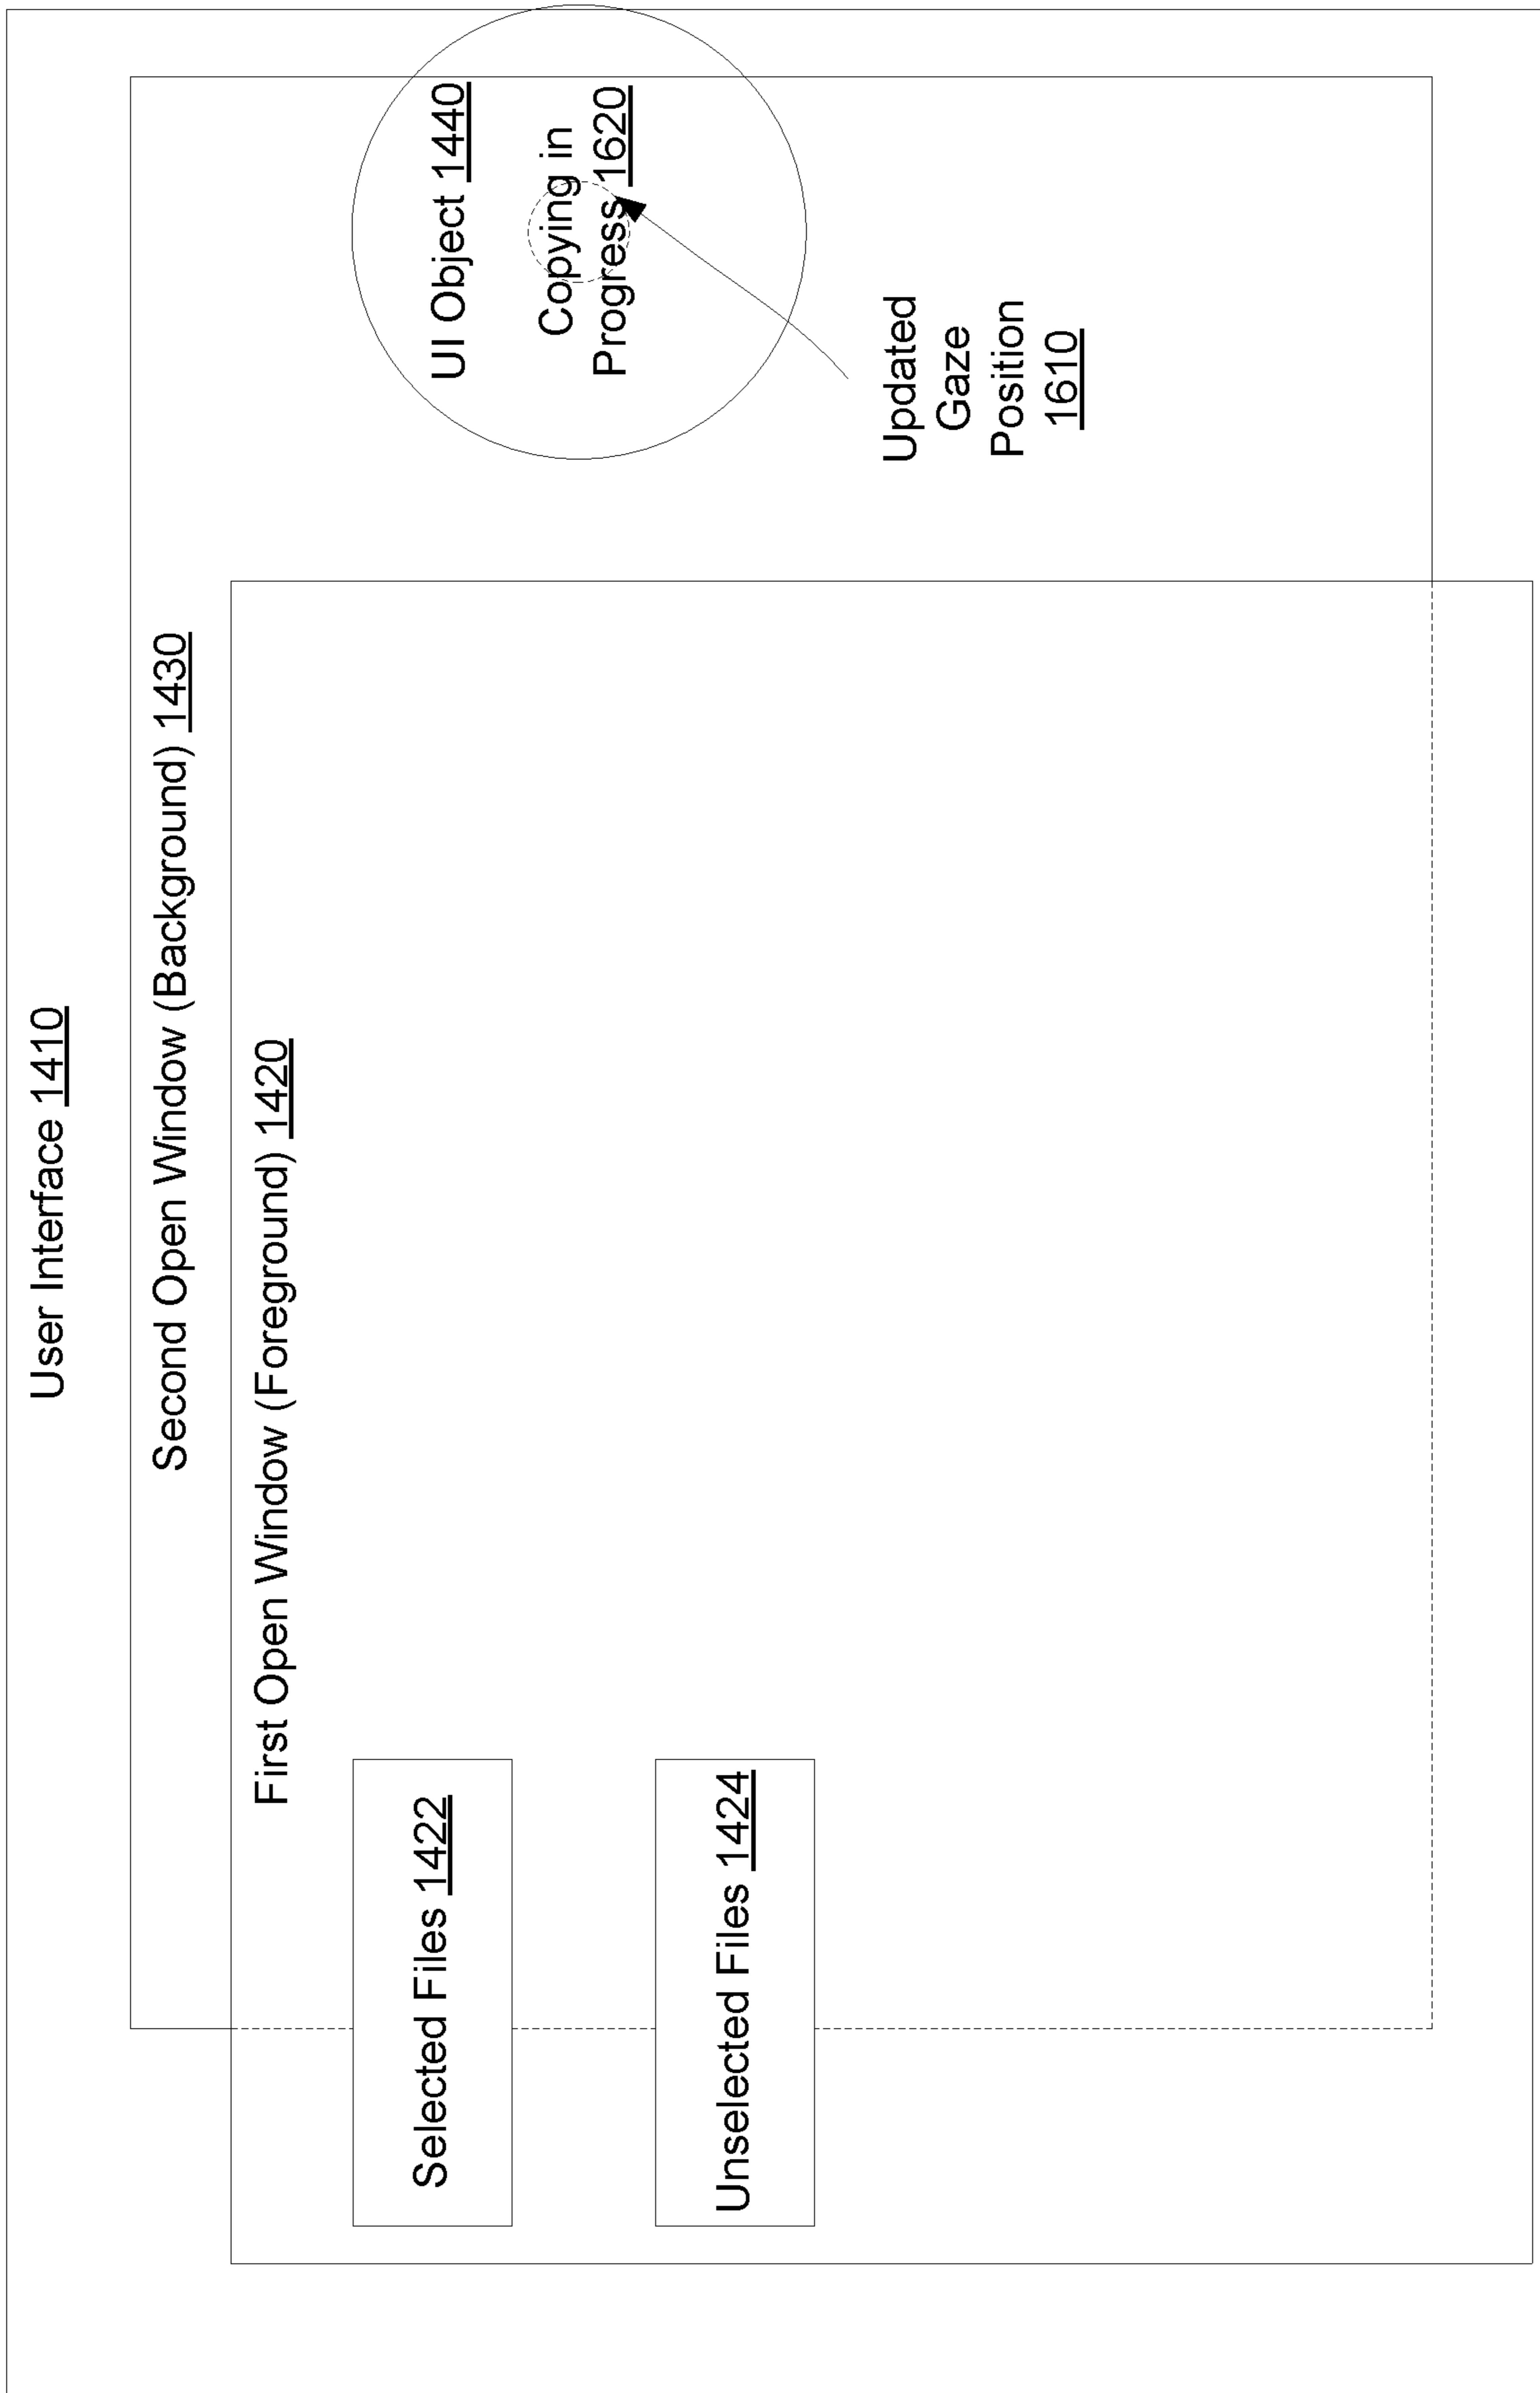 User Interface 1410
Second Open Window (Background) 1430
First Open Window (Foreground) 1420
Selected Files 1422
Unselected Files 1424
UI Object 1440
Copying in
Progress 1620
Updated
Gaze
Position
1610